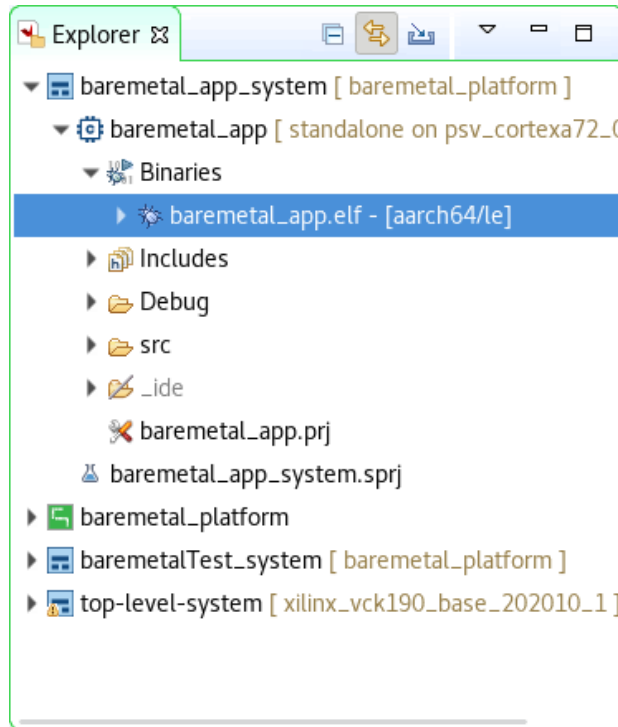 Explorer
baremetal_app_system [ baremetal_platform ]
baremetal_app [ standalone on psv_cortexa72_0
Binaries
baremetal_app.elf - [aarch64/le]
Includes
Debug
src
_ide
baremetal_app.prj
baremetal_app_system.sprj
baremetal_platform
baremetalTest_system [ baremetal_platform ]
top-level-system [ xilinx_vck190_base_202010_1 ]